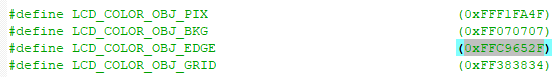 #define LCD_COLOR_OBJ_PIX (0xFFF1FA4F)
#define LCD_COLOR_OBJ_BKG (0xFF070707)
#define LCD_COLOR_OBJ_EDGE (0xFFC9652F)
#define LCD_COLOR_OBJ_GRID (0xFF383834)